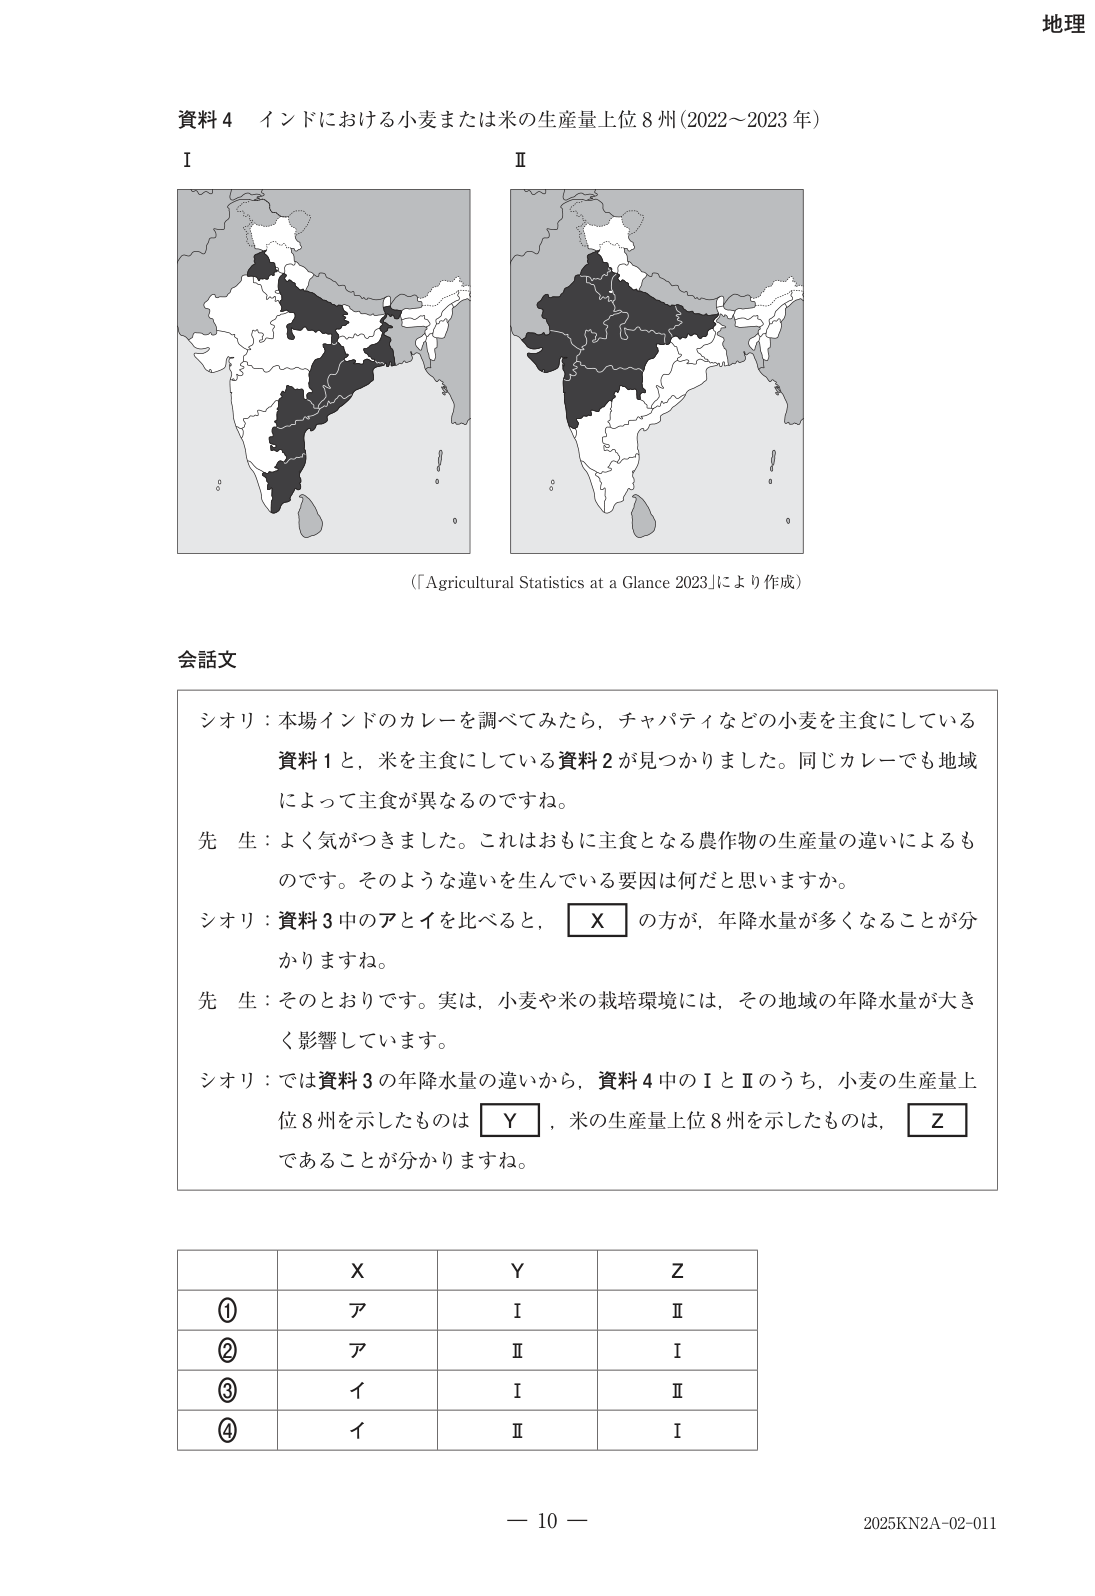 地理
資料4 インドにおける小麦または米の生産量上位8州(2022~2023年)
Ⅰ Ⅱ
(「Agricultural Statistics at a Glance 2023」により作成)
会話文
シオリ:本場インドのカレーを調べてみたら,チャパティなどの小麦を主食にしている
資料1と,米を主食にしている資料2が見つかりました。同じカレーでも地域
によって主食が異なるのですね。
先 生:よく気がつきました。これはおもに主食となる農作物の生産量の違いによるも
のです。そのような違いを生んでいる要因は何だと思いますか。
シオリ:資料3中のアとイを比べると, X の方が,年降水量が多くなることが分
かりますね。
先 生:そのとおりです。実は,小麦や米の栽培環境には,その地域の年降水量が大き
く影響しています。
シオリ:では資料3の年降水量の違いから,資料4中のⅠとⅡのうち,小麦の生産量上
位8州を示したものは Y ,米の生産量上位8州を示したものは, Z
であることが分かりますね。
X Y Z
① ア Ⅰ Ⅱ
② ア Ⅱ Ⅰ
③ イ Ⅰ Ⅱ
④ イ Ⅱ Ⅰ
― 10 ―
2025KN2A-02-011